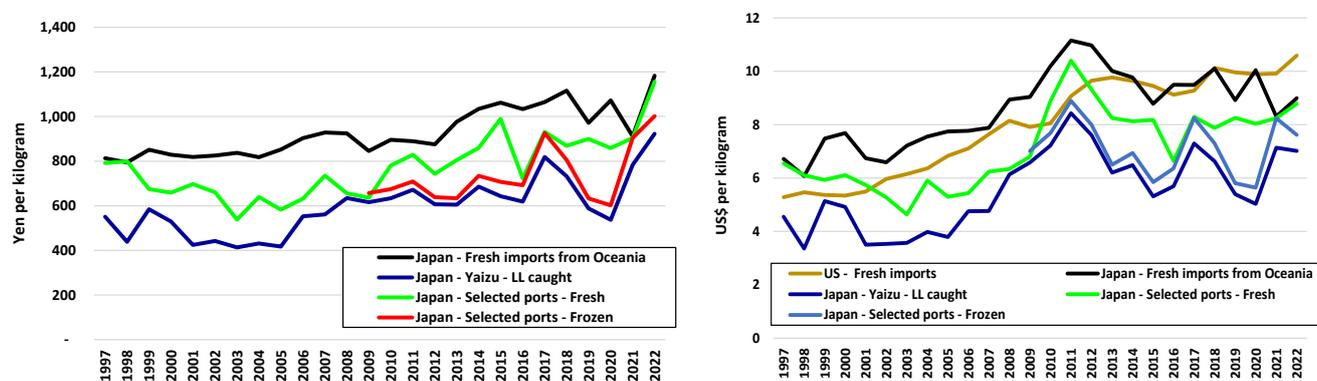 Yen per kilogram
1,400
1,200
1,000
800
600
400
200
-
Japan - Fresh imports from Oceania
Japan - Yaizu - LL caught
Japan - Selected ports - Fresh
Japan - Selected ports - Frozen
1997 1998 1999 2000 2001 2002 2003 2004 2005 2006 2007 2008 2009 2010 2011 2012 2013 2014 2015 2016 2017 2018 2019 2020 2021 2022
US$ per kilogram
12
10
8
6
4
2
0
US - Fresh imports
Japan - Fresh imports from Oceania
Japan - Yaizu - LL caught
Japan - Selected ports - Fresh
Japan - Selected ports - Frozen
1997 1998 1999 2000 2001 2002 2003 2004 2005 2006 2007 2008 2009 2010 2011 2012 2013 2014 2015 2016 2017 2018 2019 2020 2021 2022